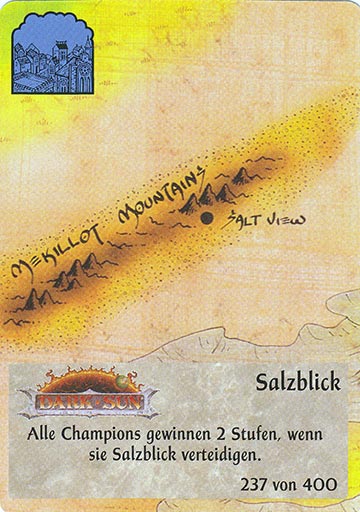 MEKILLOT MOUNTAINS
SALT VIEW
Salzblick
DARK SUN
Alle Champions gewinnen 2 Stufen, wenn
sie Salzblick verteidigen.
237 von 400